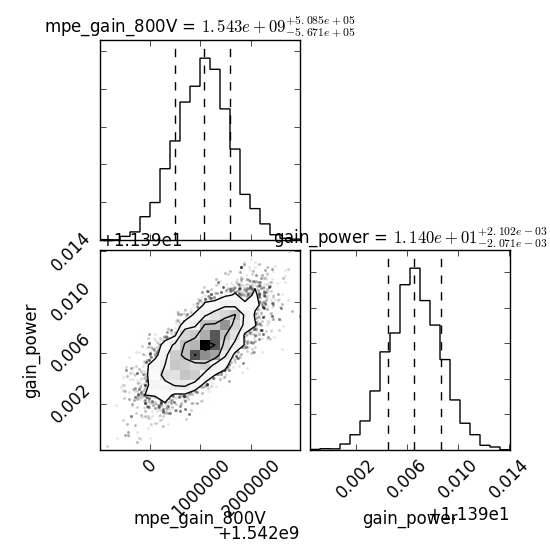 mpe_gain_800V = 1.543e + 09 +5.085e+05 −5.671e+05
+1.139e1
gain_power = 1.140e + 01 +2.102e−03 −2.071e−03
0.014
0.010
0.006
0.002
gain_power
0
1000000
2000000
mpe_gain_800V
+1.542e9
0.002
0.006
0.010
0.014
gain_power
+1.139e1